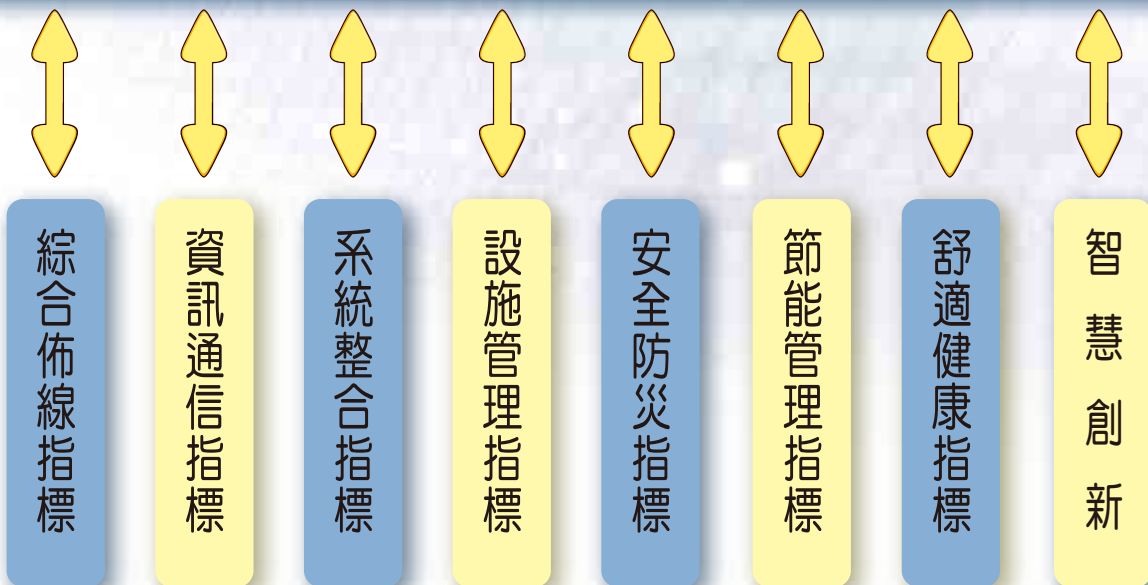 綜合佈線指標
資訊通信指標
系統整合指標
設施管理指標
安全防災指標
節能管理指標
舒適健康指標
智慧創新